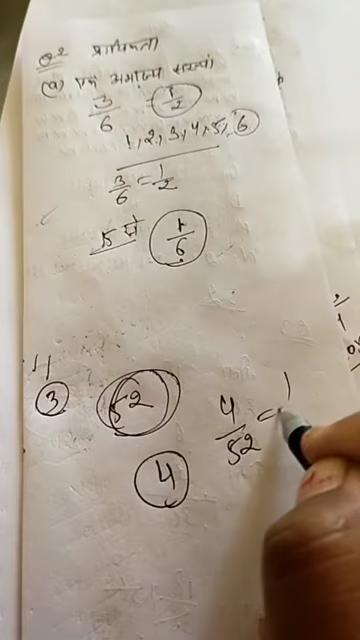 Q2 प्रायिकता
(a) एक अभाज्य संख्या
3/6 = 1/2
1, 2, 3, 4, 5, 6
3/6 = 1/2
5 से 1/6
3 52 4/52 = 1
4